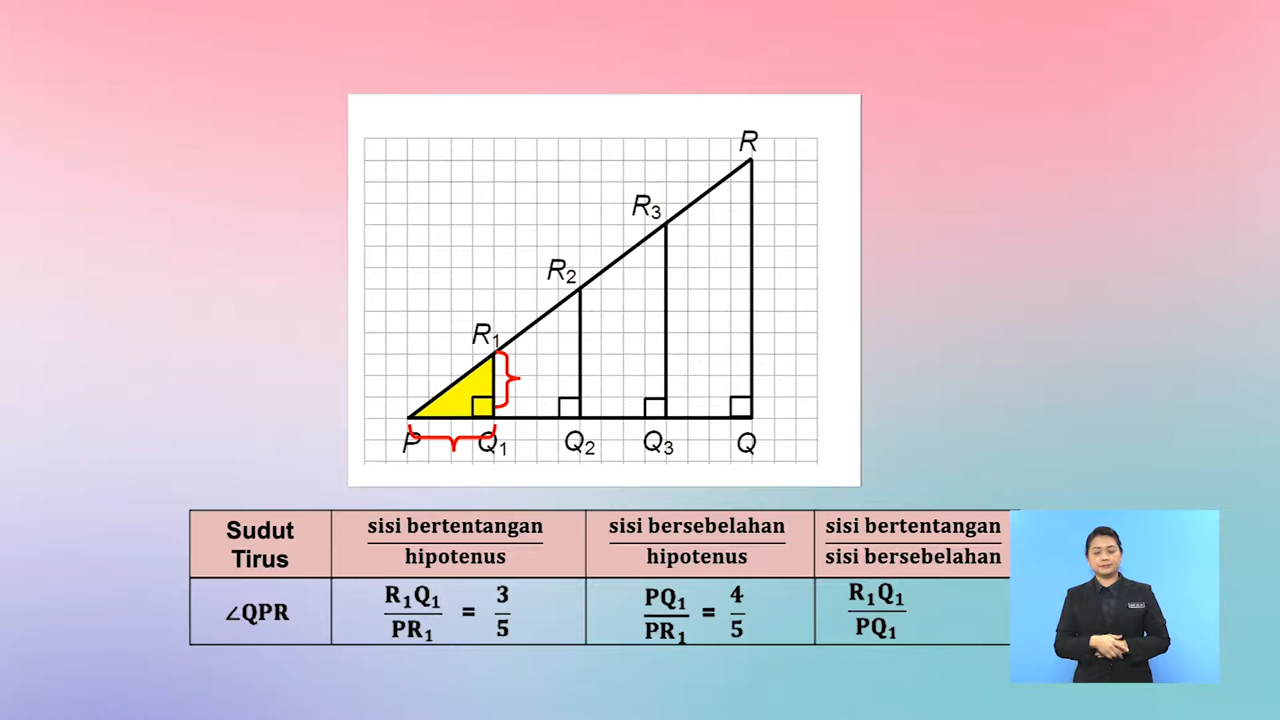 R
R₃
R₂
R₁
P Q₁ Q₂ Q₃ Q
Sudut Tirus
sisi bertentangan / hipotenus
sisi bersebelahan / hipotenus
sisi bertentangan / sisi bersebelahan
∠QPR
R₁Q₁ / PR₁ = 3 / 5
PQ₁ / PR₁ = 4 / 5
R₁Q₁ / PQ₁